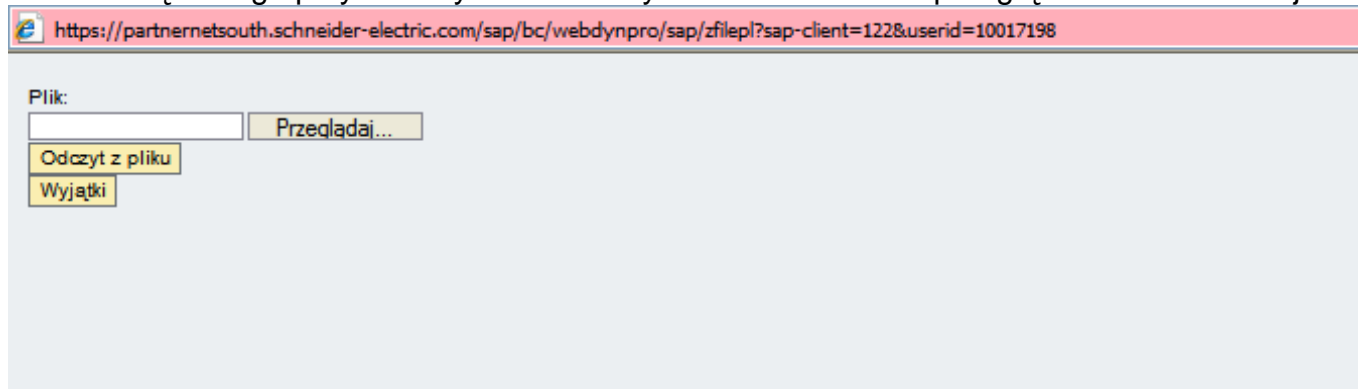 https://partnernetsouth.schneider-electric.com/sap/bc/webdynpro/sap/zfilepl?sap-client=122&userid=10017198
Plik:
Przeglądaj...
Odczyt z pliku
Wyjątki